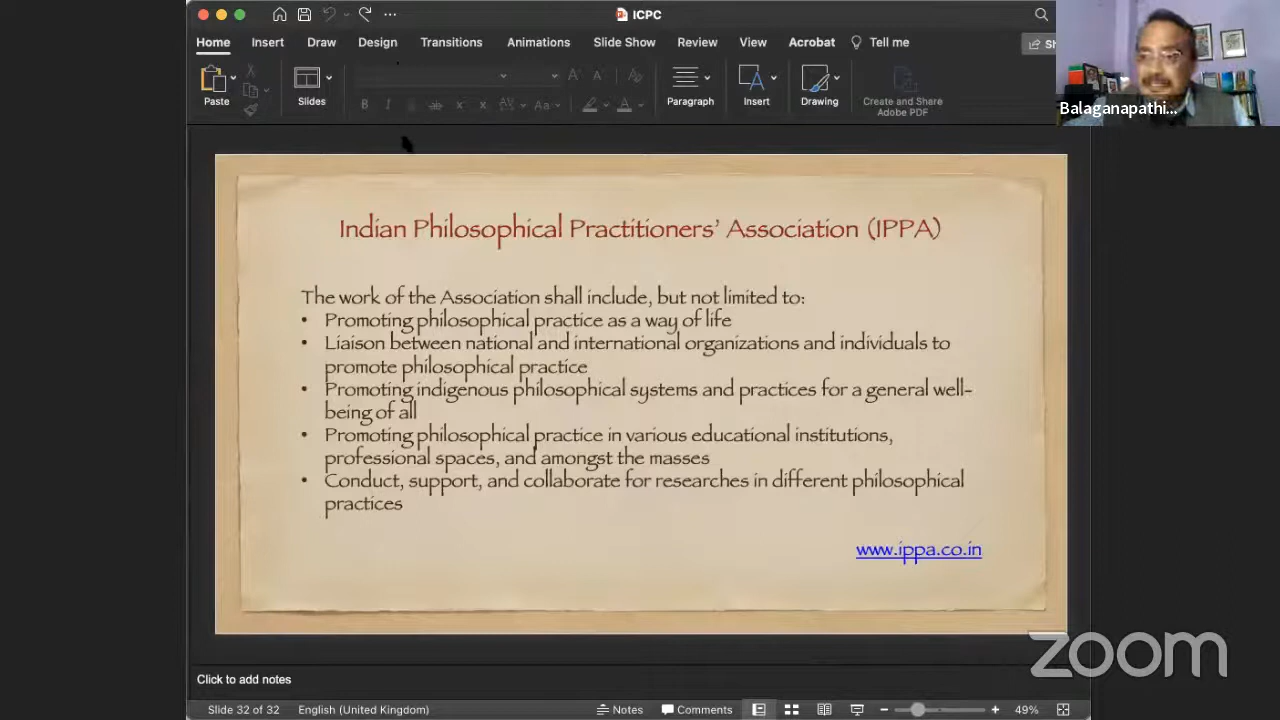 ICPC
Home Insert Draw Design Transitions Animations Slide Show Review View Acrobat Tell me
Paste Slides Paragraph Insert Drawing Create and Share
Adobe PDF
Balaganapathi...
Indian Philosophical Practitioners' Association (IPPA)
The work of the Association shall include, but not limited to:
• Promoting philosophical practice as a way of life
• Liaison between national and international organizations and individuals to
promote philosophical practice
• Promoting indigenous philosophical systems and practices for a general well-
being of all
• Promoting philosophical practice in various educational institutions,
professional spaces, and amongst the masses
• Conduct, support, and collaborate for researches in different philosophical
practices
www.ippa.co.in
zoom
Click to add notes
Slide 32 of 32 English (United Kingdom) Notes Comments 49%